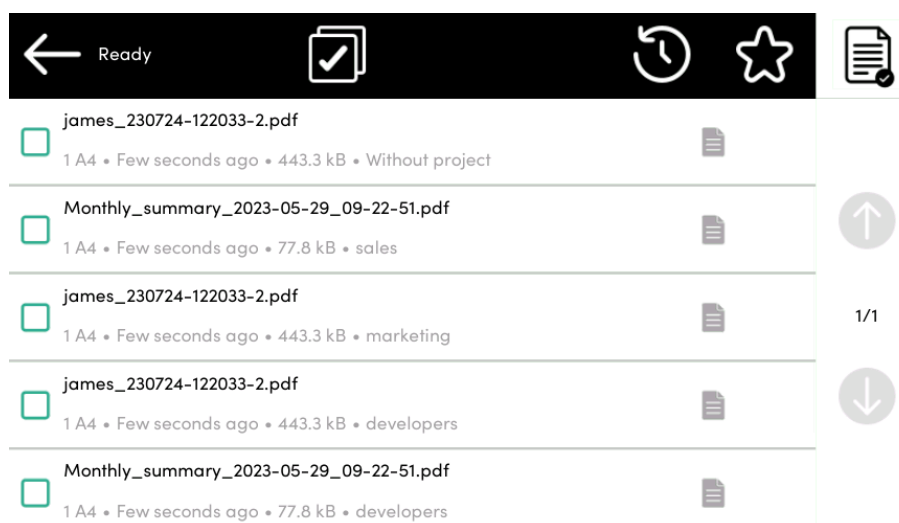 Ready
james_230724-122033-2.pdf
1 A4 • Few seconds ago • 443.3 kB • Without project
Monthly_summary_2023-05-29_09-22-51.pdf
1 A4 • Few seconds ago • 77.8 kB • sales
james_230724-122033-2.pdf
1 A4 • Few seconds ago • 443.3 kB • marketing
1/1
james_230724-122033-2.pdf
1 A4 • Few seconds ago • 443.3 kB • developers
Monthly_summary_2023-05-29_09-22-51.pdf
1 A4 • Few seconds ago • 77.8 kB • developers